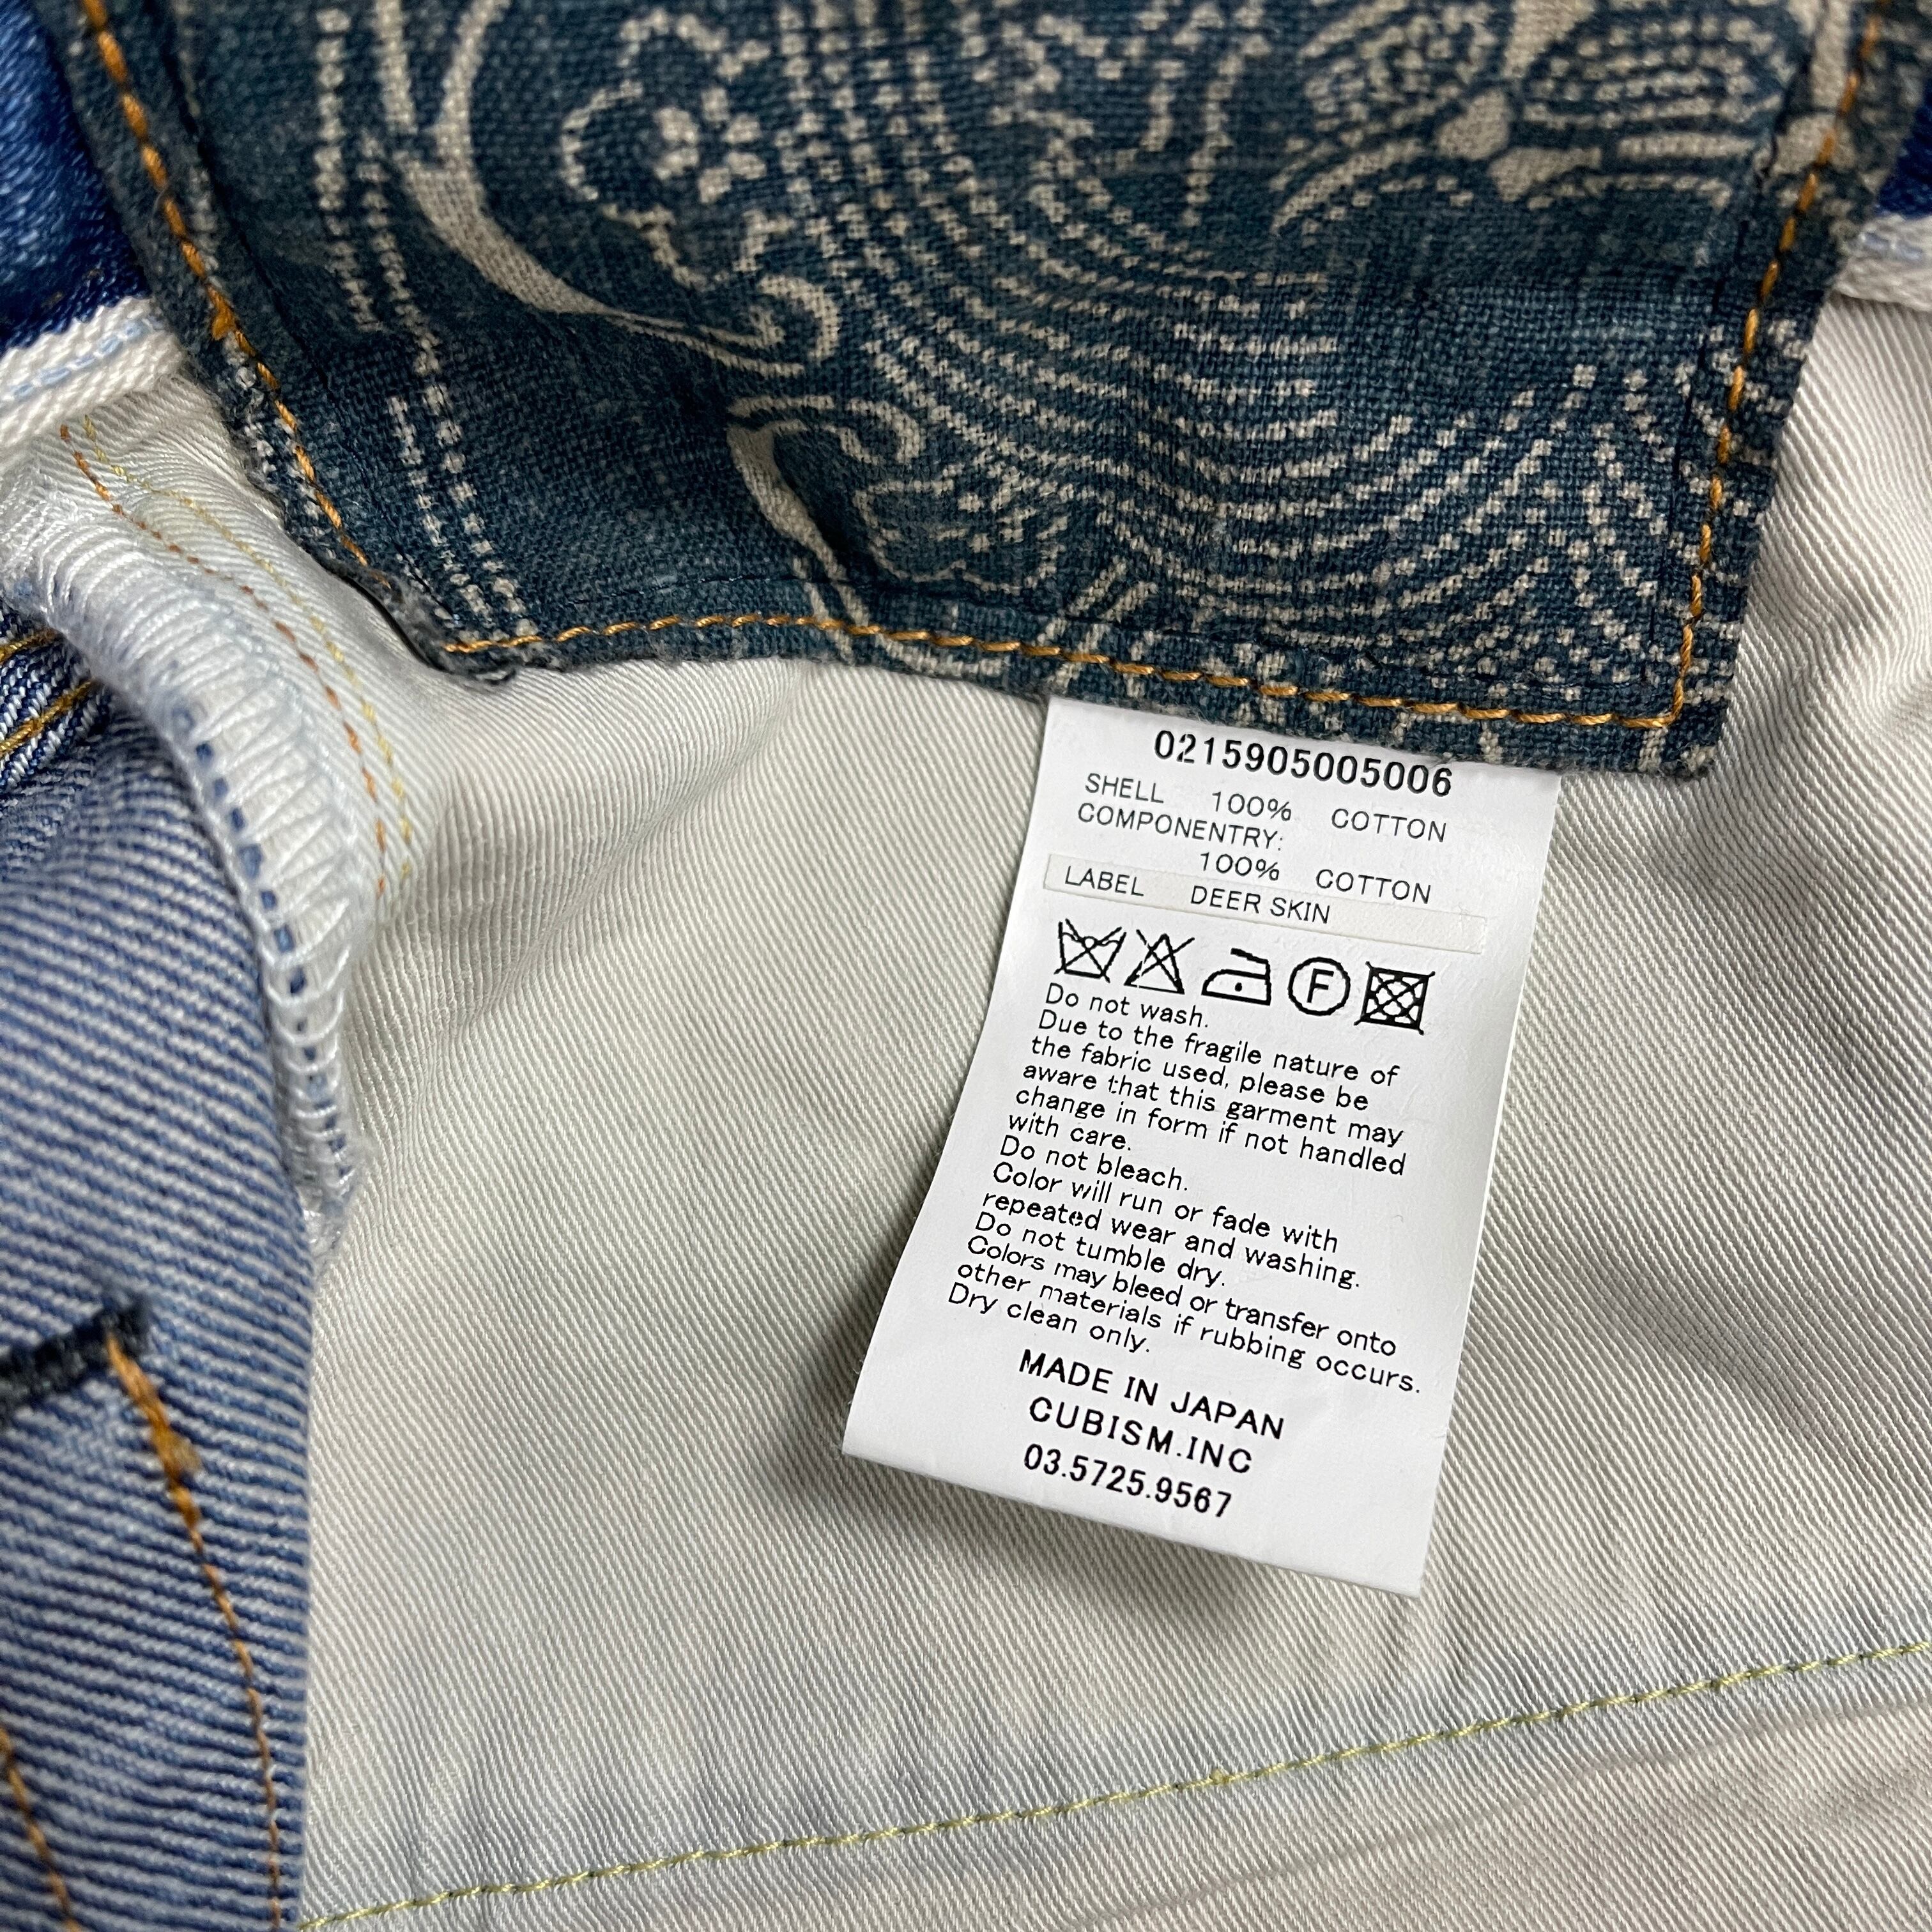 0215905005006
SHELL 100% COTTON
COMPONENTRY:
100% COTTON
LABEL DEER SKIN
F
Do not wash.
Due to the fragile nature of
the fabric used, please be
aware that this garment may
change in form if not handled
with care.
Do not bleach.
Color will run or fade with
repeated wear and washing.
Do not tumble dry.
Colors may bleed or transfer onto
other materials if rubbing occurs.
Dry clean only.
MADE IN JAPAN
CUBISM.INC
03.5725.9567